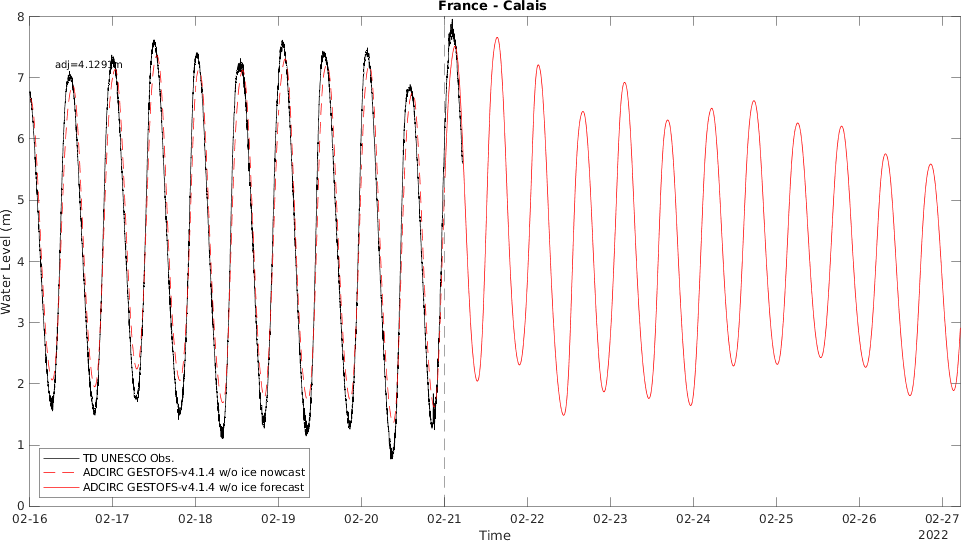 France - Calais
adj=4.1291m
8
7
6
5
4
3
2
1
0
Water Level (m)
TD UNESCO Obs.
ADCIRC GESTOFS-v4.1.4 w/o ice nowcast
ADCIRC GESTOFS-v4.1.4 w/o ice forecast
02-16 02-17 02-18 02-19 02-20 02-21 02-22 02-23 02-24 02-25 02-26 02-27
Time
2022